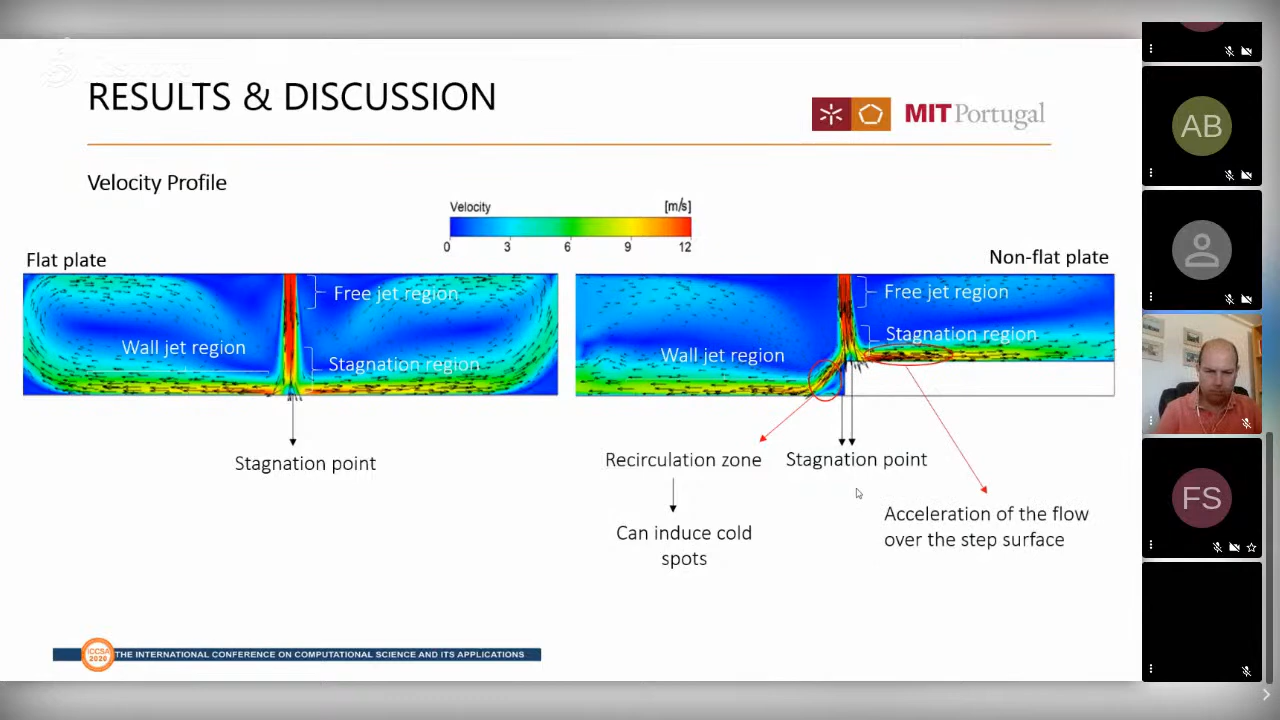 RESULTS & DISCUSSION
MIT Portugal
Velocity Profile
Velocity [m/s]
0 3 6 9 12
Flat plate
Non-flat plate
Free jet region
Wall jet region
Stagnation region
Stagnation point
Free jet region
Stagnation region
Wall jet region
Recirculation zone
Stagnation point
Can induce cold
spots
Acceleration of the flow
over the step surface
ICCSA
2020
THE INTERNATIONAL CONFERENCE ON COMPUTATIONAL SCIENCE AND ITS APPLICATIONS
AB
FS